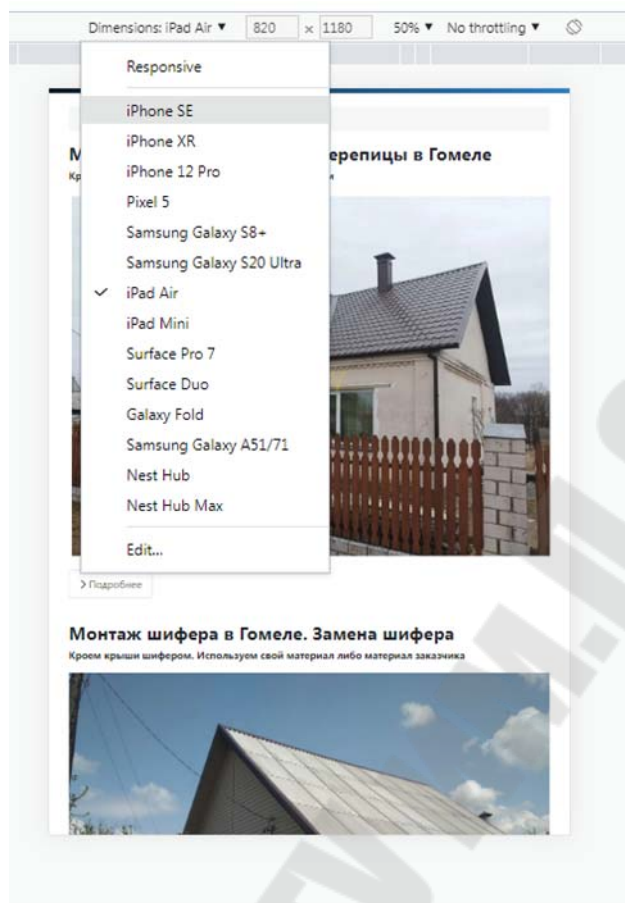 Dimensions: iPad Air ▼ 820 × 1180 50% ▼ No throttling ▼
Responsive
iPhone SE
iPhone XR
iPhone 12 Pro
ерепицы в Гомеле
Pixel 5
Samsung Galaxy S8+
Samsung Galaxy S20 Ultra
iPad Air
iPad Mini
Surface Pro 7
Surface Duo
Galaxy Fold
Samsung Galaxy A51/71
Nest Hub
Nest Hub Max
Edit...
Подробнее
Монтаж шифера в Гомеле. Замена шифера
Кроем крыши шифером. Используем свой материал либо материал заказчика